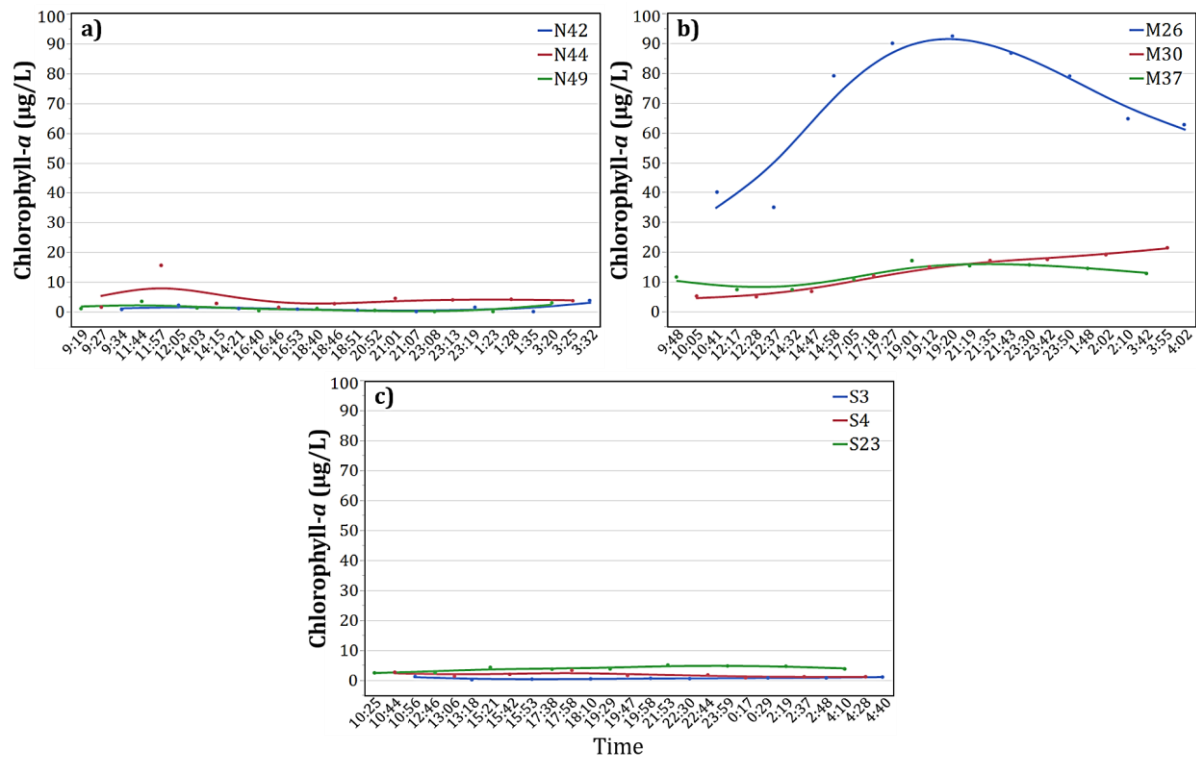 a)
N42
N44
N49
Chlorophyll-a (µg/L)
100
90
80
70
60
50
40
30
20
10
0
9:19 9:27 9:34 11:44 11:57 12:05 14:03 14:15 14:21 16:40 16:46 16:53 18:40 18:46 18:51 20:52 21:01 21:07 23:08 23:13 23:19 1:23 1:28 1:35 3:20 3:25 3:32
b)
M26
M30
M37
Chlorophyll-a (µg/L)
100
90
80
70
60
50
40
30
20
10
0
9:48 10:05 10:41 12:17 12:28 12:37 14:32 14:47 14:58 17:05 17:18 17:27 19:01 19:12 19:20 21:19 21:35 21:43 23:30 23:42 23:50 1:48 2:02 2:10 3:42 3:55 4:02
c)
S3
S4
S23
Chlorophyll-a (µg/L)
100
90
80
70
60
50
40
30
20
10
0
10:25 10:44 10:56 12:46 13:06 13:18 15:21 15:42 15:53 17:38 17:58 18:10 19:29 19:47 19:58 21:53 22:30 22:44 23:59 0:17 0:29 2:19 2:37 2:48 4:10 4:28 4:40
Time